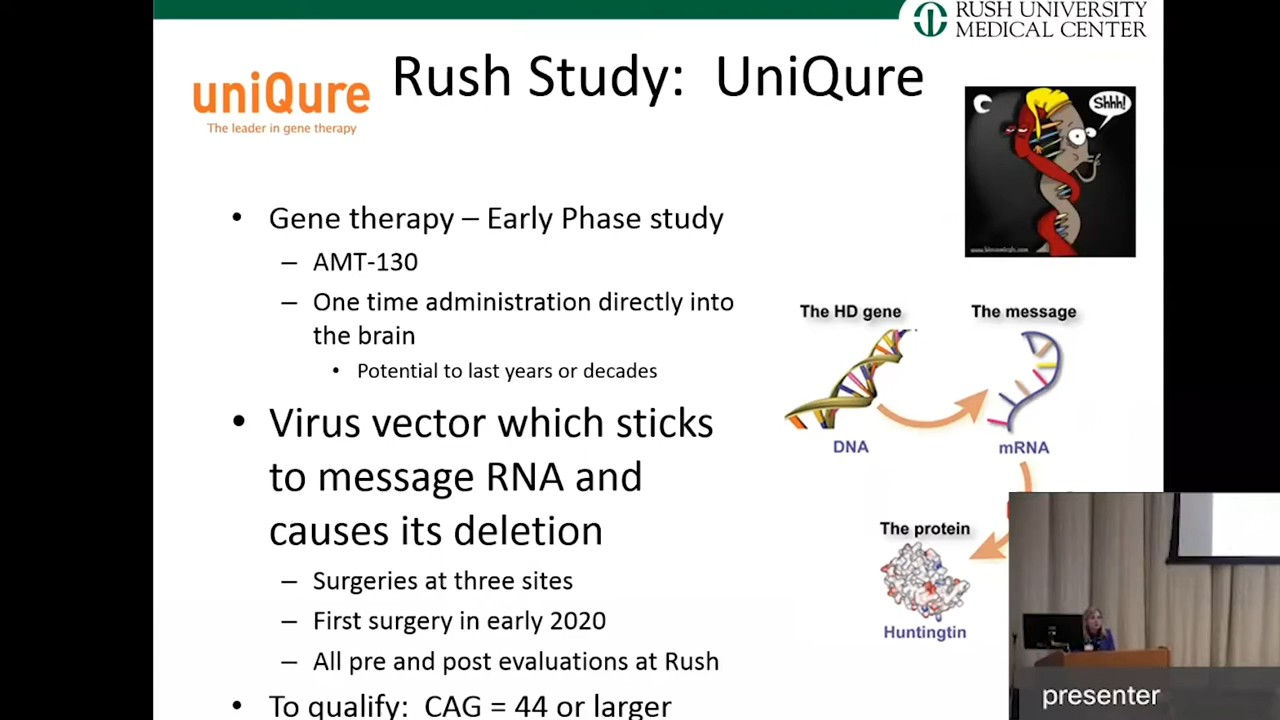 RUSH UNIVERSITY
MEDICAL CENTER
Rush Study: UniQure
uniQure
The leader in gene therapy
Shhh!
• Gene therapy – Early Phase study
– AMT-130
– One time administration directly into
the brain
• Potential to last years or decades
• Virus vector which sticks
to message RNA and
causes its deletion
– Surgeries at three sites
– First surgery in early 2020
– All pre and post evaluations at Rush
• To qualify: CAG = 44 or larger
The HD gene
The message
DNA
mRNA
The protein
Huntingtin
presenter